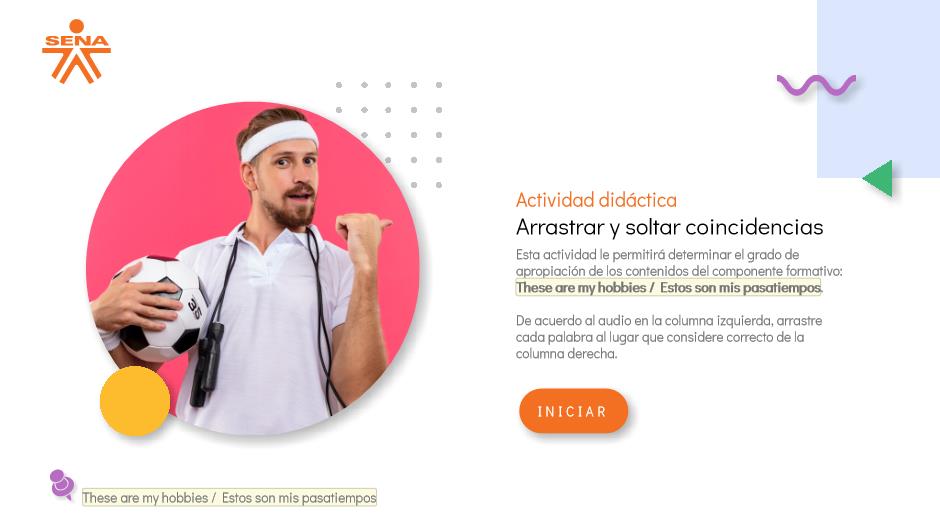 SENA
Actividad didáctica
Arrastrar y soltar coincidencias
Esta actividad le permitirá determinar el grado de
apropiación de los contenidos del componente formativo:
These are my hobbies / Estos son mis pasatiempos.
De acuerdo al audio en la columna izquierda, arrastre
cada palabra al lugar que considere correcto de la
columna derecha.
INICIAR
These are my hobbies / Estos son mis pasatiempos